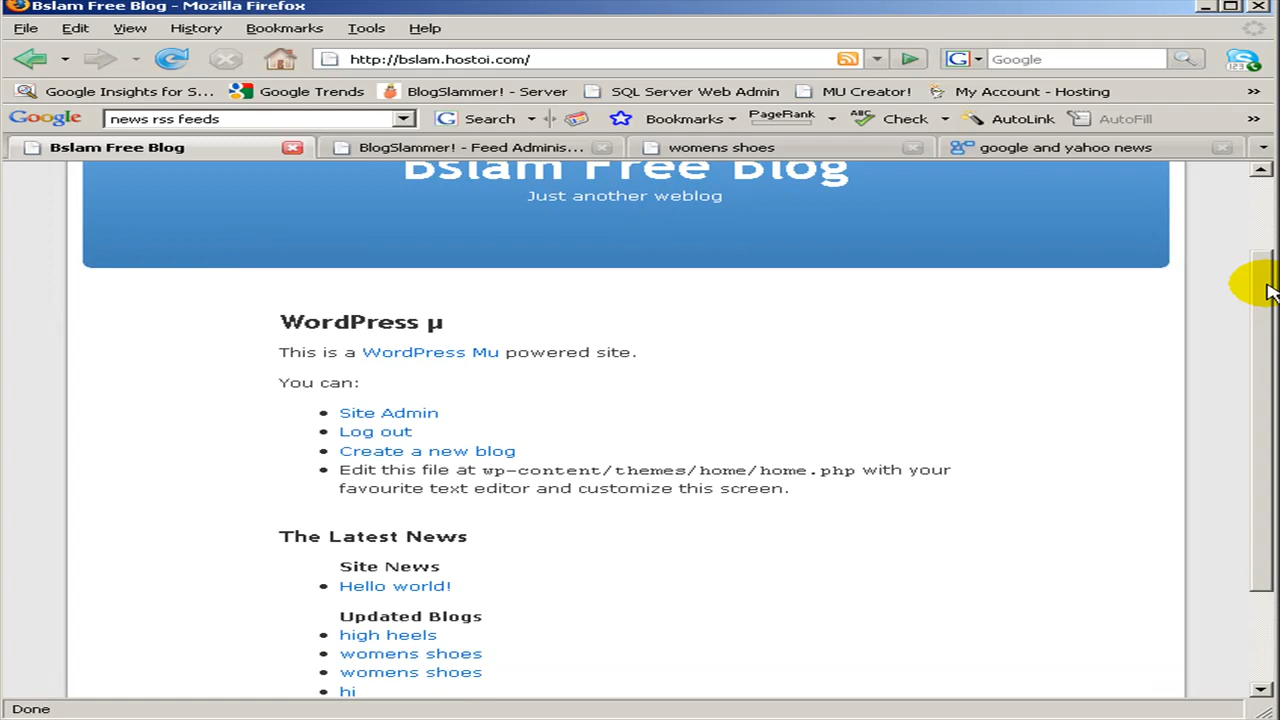 Bslam Free Blog - Mozilla Firefox
File Edit View History Bookmarks Tools Help
http://bslam.hostoi.com/ G Google 123
Google Insights for S... Google Trends BlogSlammer! - Server SQL Server Web Admin MU Creator! My Account - Hosting »
Google news rss feeds G Search Bookmarks PageRank ABC Check AutoLink AutoFill »
Bslam Free Blog BlogSlammer! - Feed Adminis... womens shoes google and yahoo news
Bslam Free Blog
Just another weblog
WordPress µ
This is a WordPress Mu powered site.
You can:
Site Admin
Log out
Create a new blog
Edit this file at wp-content/themes/home/home.php with your
favourite text editor and customize this screen.
The Latest News
Site News
Hello world!
Updated Blogs
high heels
womens shoes
womens shoes
hi
Done